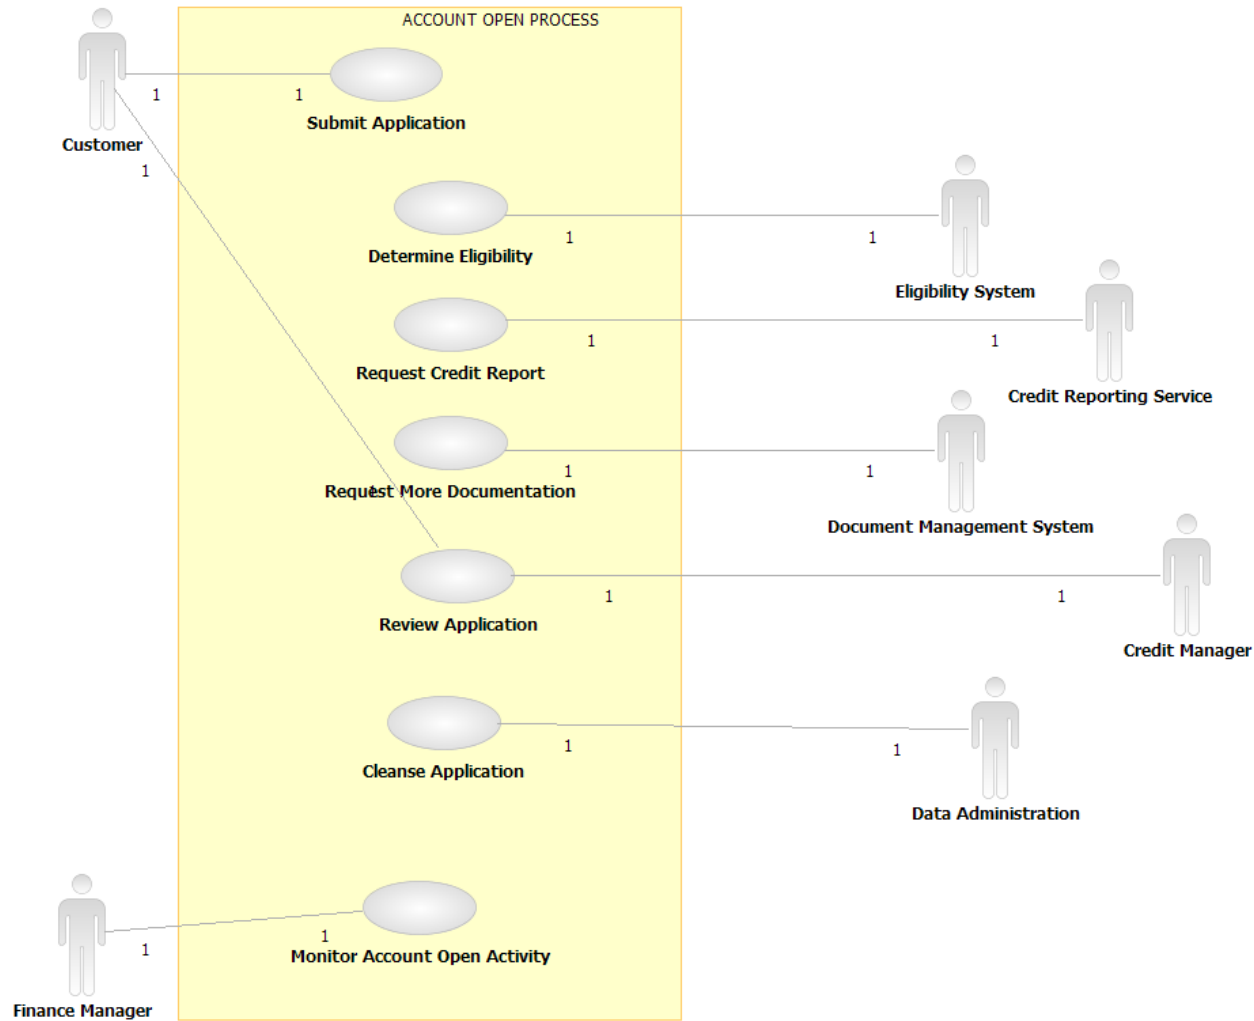 ACCOUNT OPEN PROCESS
1 1
Submit Application
Customer
1
Determine Eligibility
1 1
Eligibility System
Request Credit Report
1 1
Credit Reporting Service
Request More Documentation
1
1 1
Document Management System
Review Application
1 1
Credit Manager
Cleanse Application
1 1
Data Administration
Monitor Account Open Activity
1 1
Finance Manager